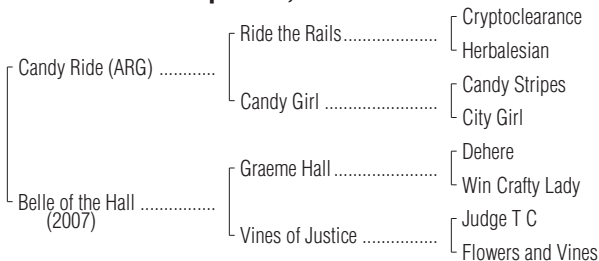 Cryptoclearance
Ride the Rails....................
Herbalesian
Candy Ride (ARG) ............
Candy Stripes
Candy Girl ........................
City Girl
Dehere
Graeme Hall......................
Win Crafty Lady
Belle of the Hall ................
(2007)
Judge T C
Vines of Justice ................
Flowers and Vines